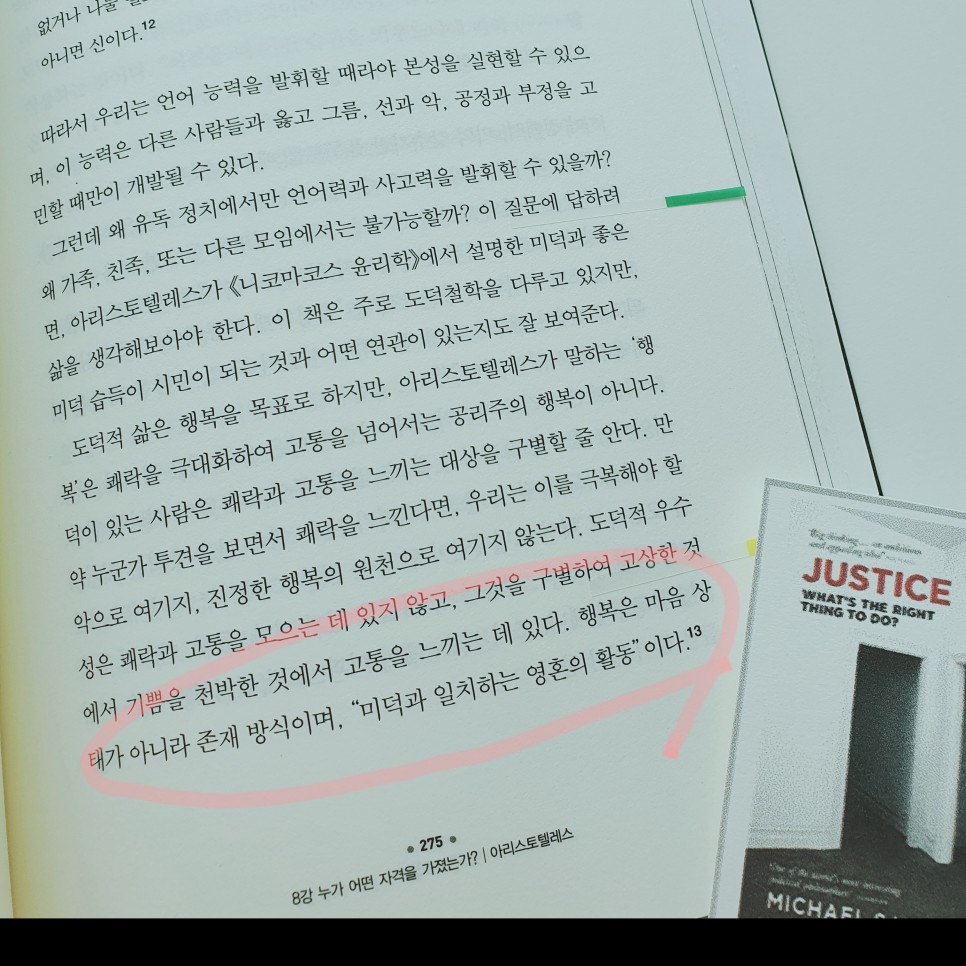 없거나 나눌
아니면 신이다.12
따라서 우리는 언어 능력을 발휘할 때라야 본성을 실현할 수 있으
며, 이 능력은 다른 사람들과 옳고 그름, 선과 악, 공정과 부정을 고
민할 때만이 개발될 수 있다.
그런데 왜 유독 정치에서만 언어력과 사고력을 발휘할 수 있을까?
왜 가족, 친족, 또는 다른 모임에서는 불가능할까? 이 질문에 답하려
면, 아리스토텔레스가 《니코마코스 윤리학》에서 설명한 미덕과 좋은
삶을 생각해보아야 한다. 이 책은 주로 도덕철학을 다루고 있지만,
미덕 습득이 시민이 되는 것과 어떤 연관이 있는지도 잘 보여준다.
도덕적 삶은 행복을 목표로 하지만, 아리스토텔레스가 말하는 ‘행
복’은 쾌락을 극대화하여 고통을 넘어서는 공리주의 행복이 아니다.
덕이 있는 사람은 쾌락과 고통을 느끼는 대상을 구별할 줄 안다. 만
약 누군가 투견을 보면서 쾌락을 느낀다면, 우리는 이를 극복해야 할
악으로 여기지, 진정한 행복의 원천으로 여기지 않는다. 도덕적 우수
성은 쾌락과 고통을 모으는 데 있지 않고, 그것을 구별하여 고상한 것
에서 기쁨을 천박한 것에서 고통을 느끼는 데 있다. 행복은 마음 상
태가 아니라 존재 방식이며, “미덕과 일치하는 영혼의 활동”이다.13
• 275 •
8강 누가 어떤 자격을 가졌는가? | 아리스토텔레스
JUSTICE
WHAT'S THE RIGHT
THING TO DO?
MICHAEL